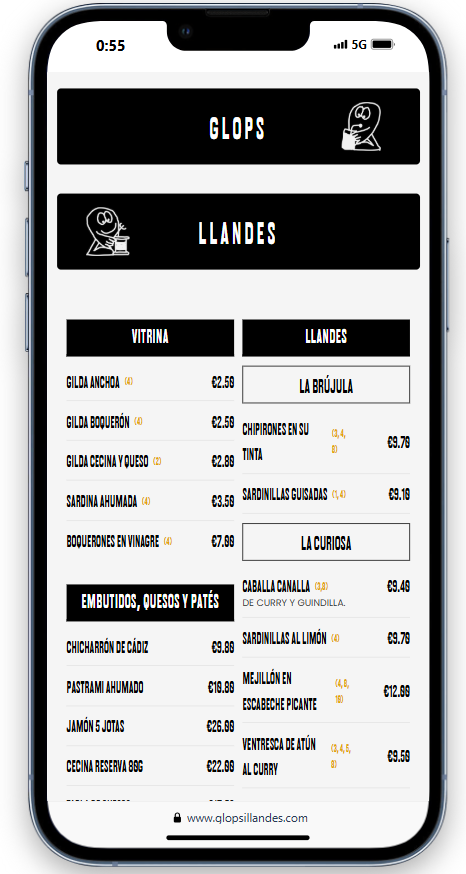 0:55
5G
GLOPS
LLANDES
VITRINA
GILDA ANCHOA (4) €2.50
GILDA BOQUERÓN (4) €2.50
GILDA CECINA Y QUESO (2) €2.80
SARDINA AHUMADA (4) €3.50
BOQUERONES EN VINAGRE (4) €7.00
EMBUTIDOS, QUESOS Y PATÉS
CHICHARRÓN DE CÁDIZ €9.80
PASTRAMI AHUMADO €10.80
JAMÓN 5 JOTAS €26.00
CECINA RESERVA 80G €22.00
LLANDES
LA BRÚJULA
CHIPIRONES EN SU (3, 4,
TINTA 8) €9.70
SARDINILLAS GUISADAS (1, 4) €9.10
LA CURIOSA
CABALLA CANALLA (3,8) €9.40
DE CURRY Y GUINDILLA.
SARDINILLAS AL LIMÓN (4) €9.70
MEJILLÓN EN (4, 8,
ESCABECHE PICANTE 10) €12.00
VENTRESCA DE ATÚN (3, 4, 5,
AL CURRY 8) €9.50
www.glopsillandes.com